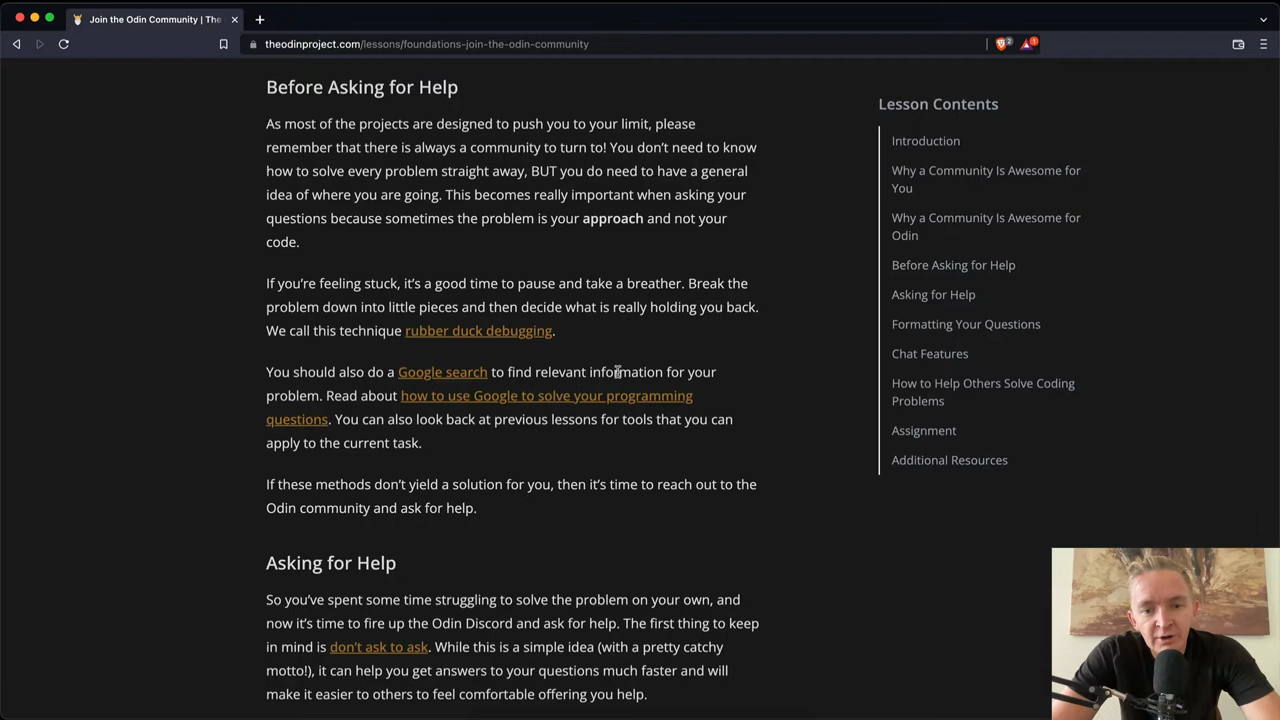 Join the Odin Community | The
theodinproject.com/lessons/foundations-join-the-odin-community
2
1
Before Asking for Help
As most of the projects are designed to push you to your limit, please
remember that there is always a community to turn to! You don't need to know
how to solve every problem straight away, BUT you do need to have a general
idea of where you are going. This becomes really important when asking your
questions because sometimes the problem is your approach and not your
code.
If you're feeling stuck, it's a good time to pause and take a breather. Break the
problem down into little pieces and then decide what is really holding you back.
We call this technique rubber duck debugging.
You should also do a Google search to find relevant information for your
problem. Read about how to use Google to solve your programming
questions. You can also look back at previous lessons for tools that you can
apply to the current task.
If these methods don't yield a solution for you, then it's time to reach out to the
Odin community and ask for help.
Asking for Help
So you've spent some time struggling to solve the problem on your own, and
now it's time to fire up the Odin Discord and ask for help. The first thing to keep
in mind is don't ask to ask. While this is a simple idea (with a pretty catchy
motto!), it can help you get answers to your questions much faster and will
make it easier to others to feel comfortable offering you help.
Lesson Contents
Introduction
Why a Community Is Awesome for
You
Why a Community Is Awesome for
Odin
Before Asking for Help
Asking for Help
Formatting Your Questions
Chat Features
How to Help Others Solve Coding
Problems
Assignment
Additional Resources